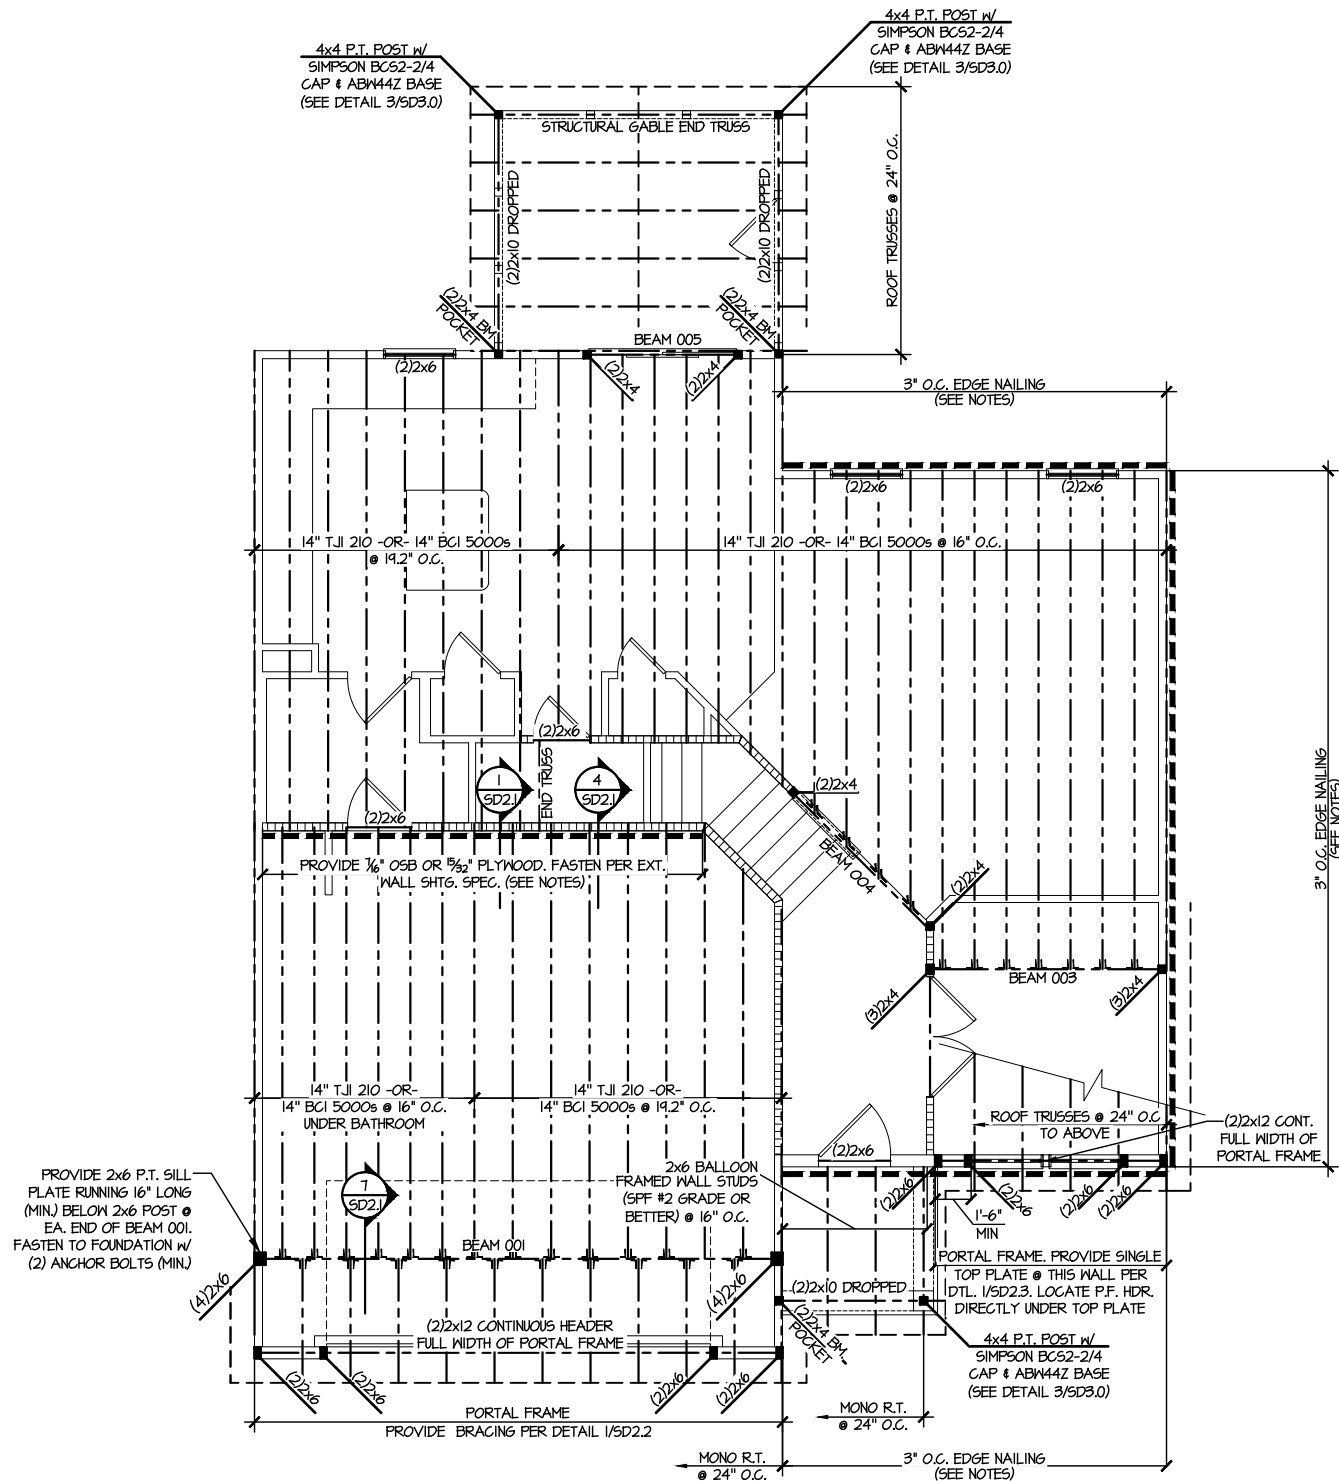 4x4 P.T. POST W/
SIMPSON BCS2-2/4
CAP & ABW44Z BASE
(SEE DETAIL 3/SD3.0)
4x4 P.T. POST W/
SIMPSON BCS2-2/4
CAP & ABW44Z BASE
(SEE DETAIL 3/SD3.0)
STRUCTURAL GABLE END TRUSS
(2)2x10 DROPPED
(2)2x10 DROPPED
ROOF TRUSSES @ 24" O.C.
(2)2x4 BM.
POCKET
(2)2x4 BM.
POCKET
BEAM 005
(2)2x6
(2)2x4
(2)2x4
3" O.C. EDGE NAILING
(SEE NOTES)
(2)2x6
(2)2x6
14" TJI 210 -OR- 14" BCI 5000s
@ 19.2" O.C.
14" TJI 210 -OR- 14" BCI 5000s @ 16" O.C.
(2)2x6
END TRUSS
1
SD2.1
4
SD2.1
(2)2x4
(2)2x6
BEAM 004
3" O.C. EDGE NAILING
(SEE NOTES)
PROVIDE 7/16" OSB OR 15/32" PLYWOOD. FASTEN PER EXT.
WALL SHTG. SPEC. (SEE NOTES)
(2)2x4
BEAM 003
(3)2x4
(3)2x4
14" TJI 210 -OR-
14" BCI 5000s @ 16" O.C.
UNDER BATHROOM
14" TJI 210 -OR-
14" BCI 5000s @ 19.2" O.C.
ROOF TRUSSES @ 24" O.C
TO ABOVE
(2)2x12 CONT.
FULL WIDTH OF
PORTAL FRAME
(2)2x6
2x6 BALLOON
FRAMED WALL STUDS
(SPF #2 GRADE OR
BETTER) @ 16" O.C.
PROVIDE 2x6 P.T. SILL
PLATE RUNNING 16" LONG
(MIN.) BELOW 2x6 POST @
EA. END OF BEAM 001.
FASTEN TO FOUNDATION W/
(2) ANCHOR BOLTS (MIN.)
7
SD2.1
(2)2x6
(2)2x6
(2)2x6
(2)2x6
1'-6"
MIN
BEAM 001
PORTAL FRAME. PROVIDE SINGLE
TOP PLATE @ THIS WALL PER
DTL. 1/SD2.3. LOCATE P.F. HDR.
DIRECTLY UNDER TOP PLATE
(4)2x6
(4)2x6
(2)2x10 DROPPED
(2)2x4 BM.
POCKET
(2)2x12 CONTINUOUS HEADER
FULL WIDTH OF PORTAL FRAME
4x4 P.T. POST W/
SIMPSON BCS2-2/4
CAP & ABW44Z BASE
(SEE DETAIL 3/SD3.0)
(2)2x6
(2)2x6
(2)2x6
(2)2x6
PORTAL FRAME
PROVIDE BRACING PER DETAIL 1/SD2.2
MONO R.T.
@ 24" O.C.
MONO R.T.
@ 24" O.C.
3" O.C. EDGE NAILING
(SEE NOTES)